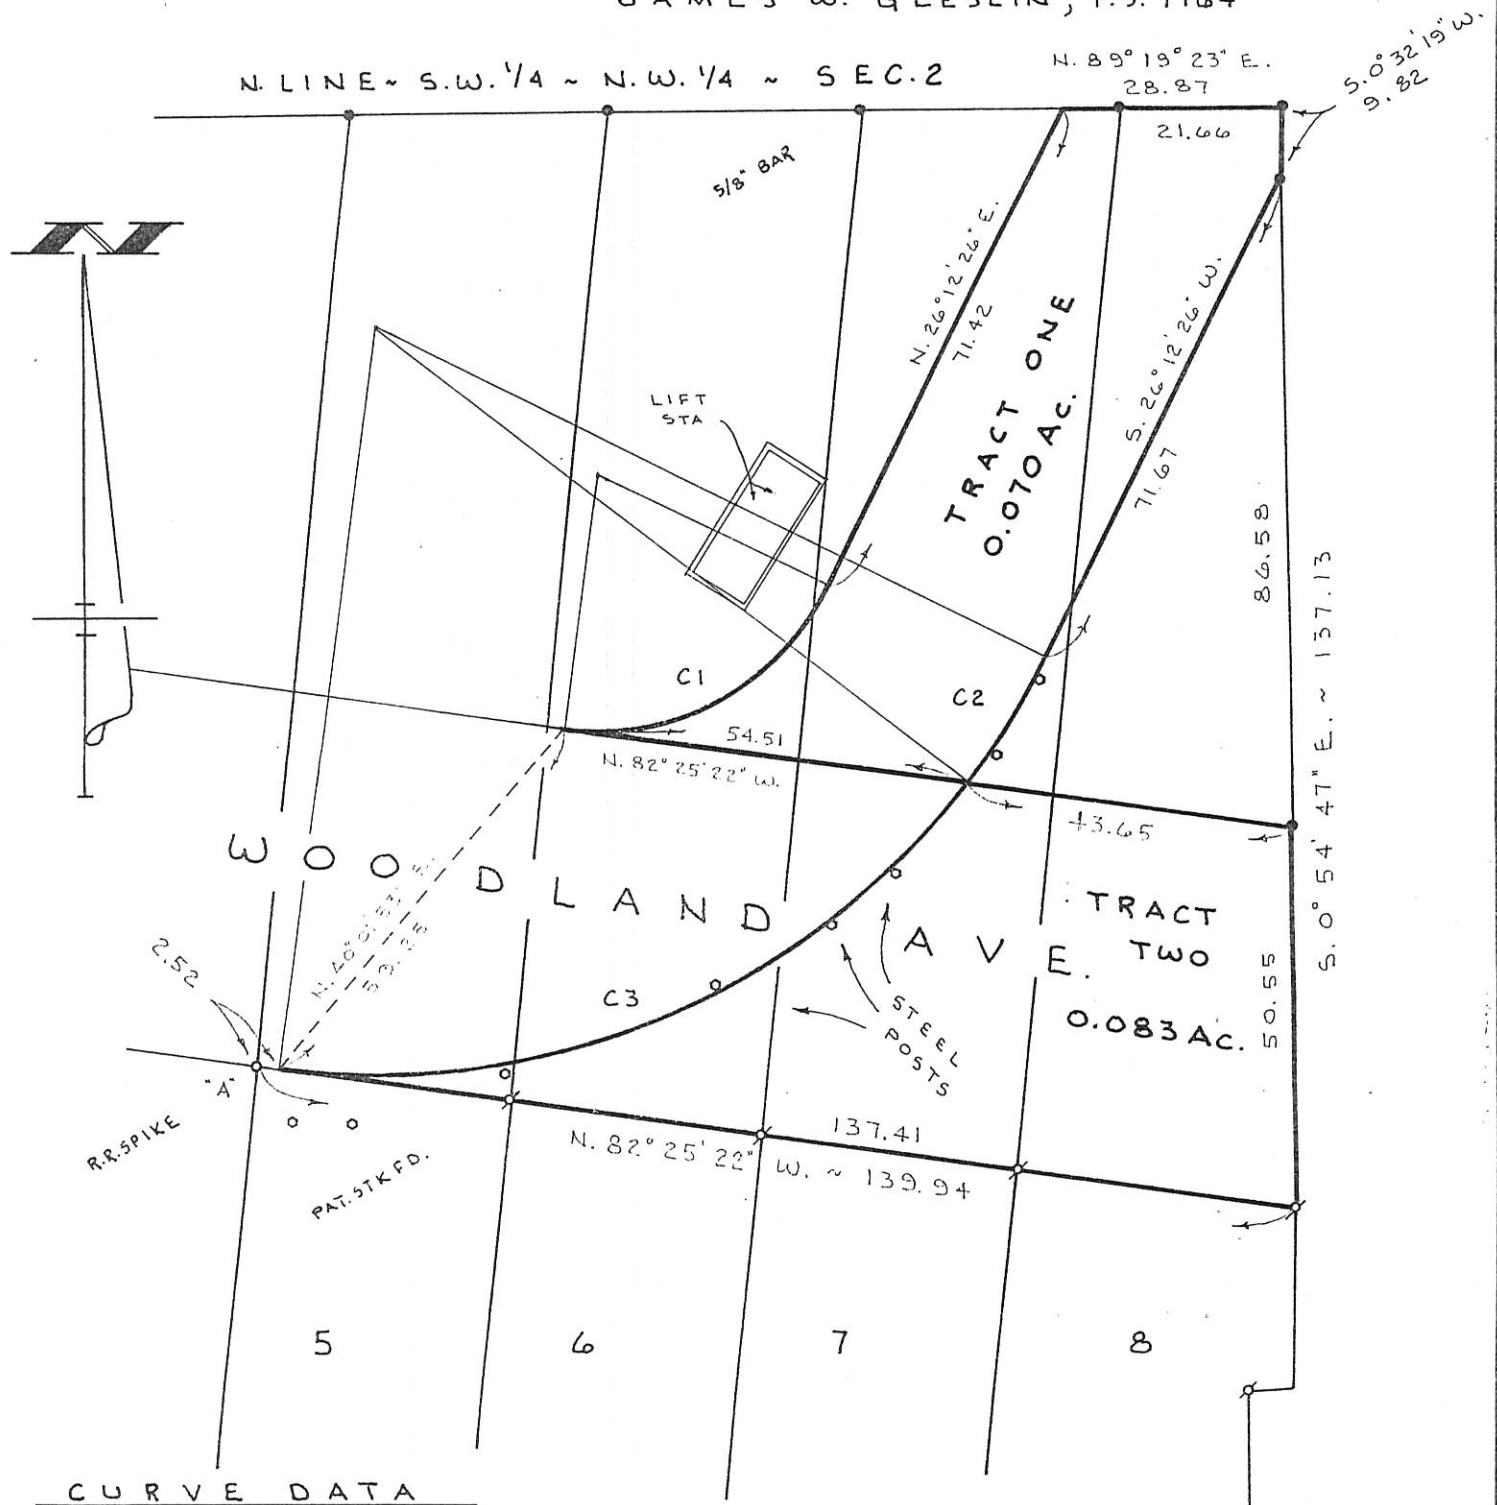 JAMES W. GLESLIN, P.S. 7164
N. LINE ~ S.W. 1/4 ~ N.W. 1/4 ~ SEC. 2
N. 89° 19° 23" E.
28.87
S. 0° 32' 19" W.
9.82
21.66
5/8" BAR
N
N. 26° 12' 26" E.
71.42
TRACT ONE
0.070 Ac.
S. 26° 12' 26" W.
71.67
LIFT
STA
86.58
S. 0° 54' 47" E. ~ 137.13
C1
C2
54.51
N. 82° 25' 22" W.
43.65
WOODLAND AVE.
TRACT
TWO
0.083 Ac.
50.55
2.52
C3
STEEL
POSTS
"A"
R.R. SPIKE
PAT. STK FD.
137.41
N. 82° 25' 22" W. ~ 139.94
5
6
7
8
CURVE DATA